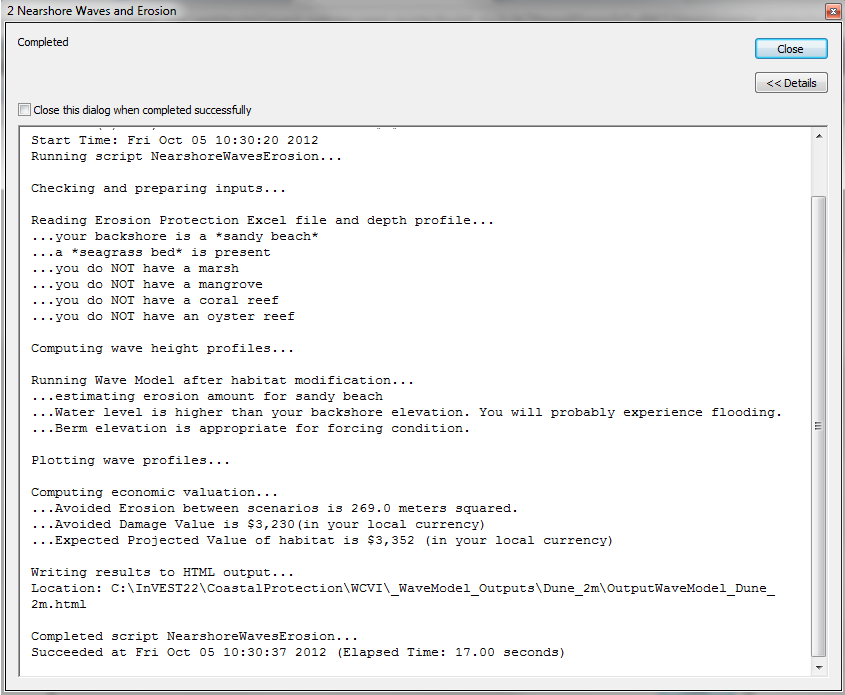 2 Nearshore Waves and Erosion
Completed
Close
<< Details
Close this dialog when completed successfully
Start Time: Fri Oct 05 10:30:20 2012
Running script NearshoreWavesErosion...
Checking and preparing inputs...
Reading Erosion Protection Excel file and depth profile...
...your backshore is a *sandy beach*
...a *seagrass bed* is present
...you do NOT have a marsh
...you do NOT have a mangrove
...you do NOT have a coral reef
...you do NOT have an oyster reef
Computing wave height profiles...
Running Wave Model after habitat modification...
...estimating erosion amount for sandy beach
...Water level is higher than your backshore elevation. You will probably experience flooding.
...Berm elevation is appropriate for forcing condition.
Plotting wave profiles...
Computing economic valuation...
...Avoided Erosion between scenarios is 269.0 meters squared.
...Avoided Damage Value is $3,230(in your local currency)
...Expected Projected Value of habitat is $3,352 (in your local currency)
Writing results to HTML output...
Location: C:\InVEST22\CoastalProtection\WCVI\_WaveModel_Outputs\Dune_2m\OutputWaveModel_Dune_
2m.html
Completed script NearshoreWavesErosion...
Succeeded at Fri Oct 05 10:30:37 2012 (Elapsed Time: 17.00 seconds)